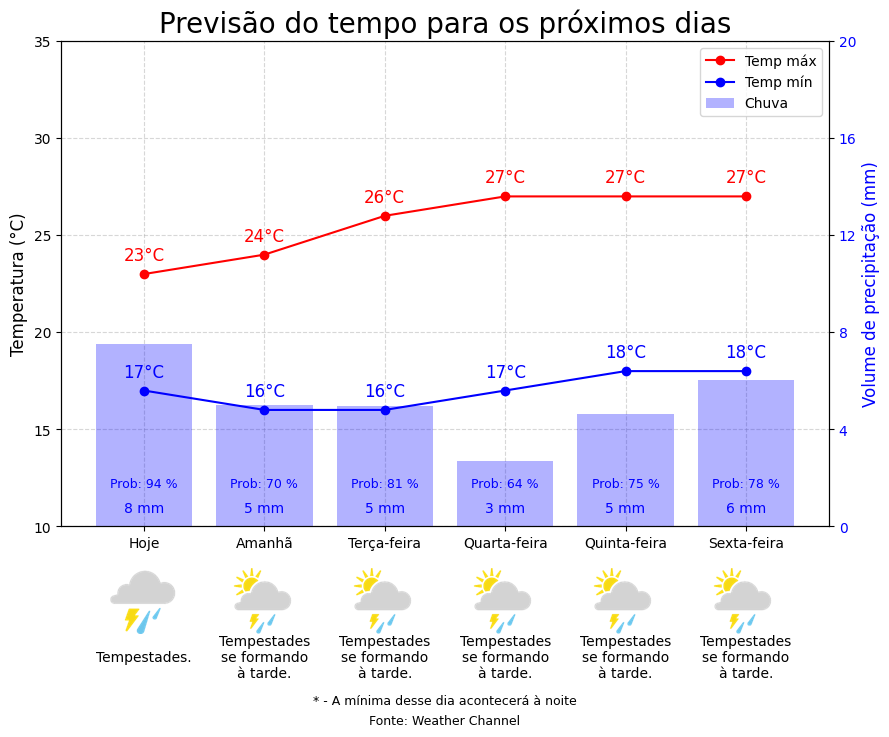 Previsão do tempo para os próximos dias
35
30
25
20
15
10
Temperatura (°C)
20
16
12
8
4
0
Volume de precipitação (mm)
Temp máx
Temp mín
Chuva
23°C
24°C
26°C
27°C
27°C
27°C
17°C
16°C
16°C
17°C
18°C
18°C
Prob: 94 %
Prob: 70 %
Prob: 81 %
Prob: 64 %
Prob: 75 %
Prob: 78 %
8 mm
5 mm
5 mm
3 mm
5 mm
6 mm
Hoje
Amanhã
Terça-feira
Quarta-feira
Quinta-feira
Sexta-feira
Tempestades.
Tempestades
se formando
à tarde.
Tempestades
se formando
à tarde.
Tempestades
se formando
à tarde.
Tempestades
se formando
à tarde.
Tempestades
se formando
à tarde.
* - A mínima desse dia acontecerá à noite
Fonte: Weather Channel